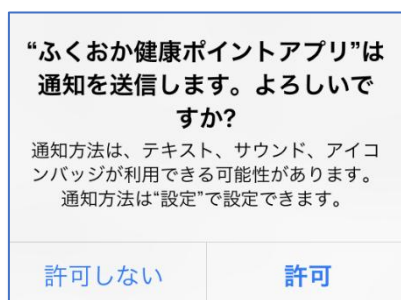 “ふくおか健康ポイントアプリ”は
通知を送信します。よろしいで
すか?
通知方法は、テキスト、サウンド、アイコ
ンバッジが利用できる可能性があります。
通知方法は“設定”で設定できます。
許可しない
許可